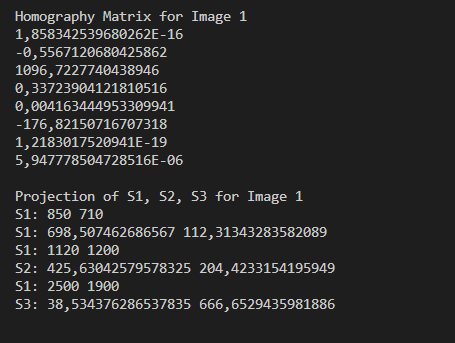 Homography Matrix for Image 1
1,858342539680262E-16
-0,5567120680425862
1096,7227740438946
0,33723904121810516
0,004163444953309941
-176,82150716707318
1,2183017520941E-19
5,947778504728516E-06
Projection of S1, S2, S3 for Image 1
S1: 850 710
S1: 698,507462686567 112,31343283582089
S1: 1120 1200
S2: 425,63042579578325 204,4233154195949
S1: 2500 1900
S3: 38,534376286537835 666,6529435981886